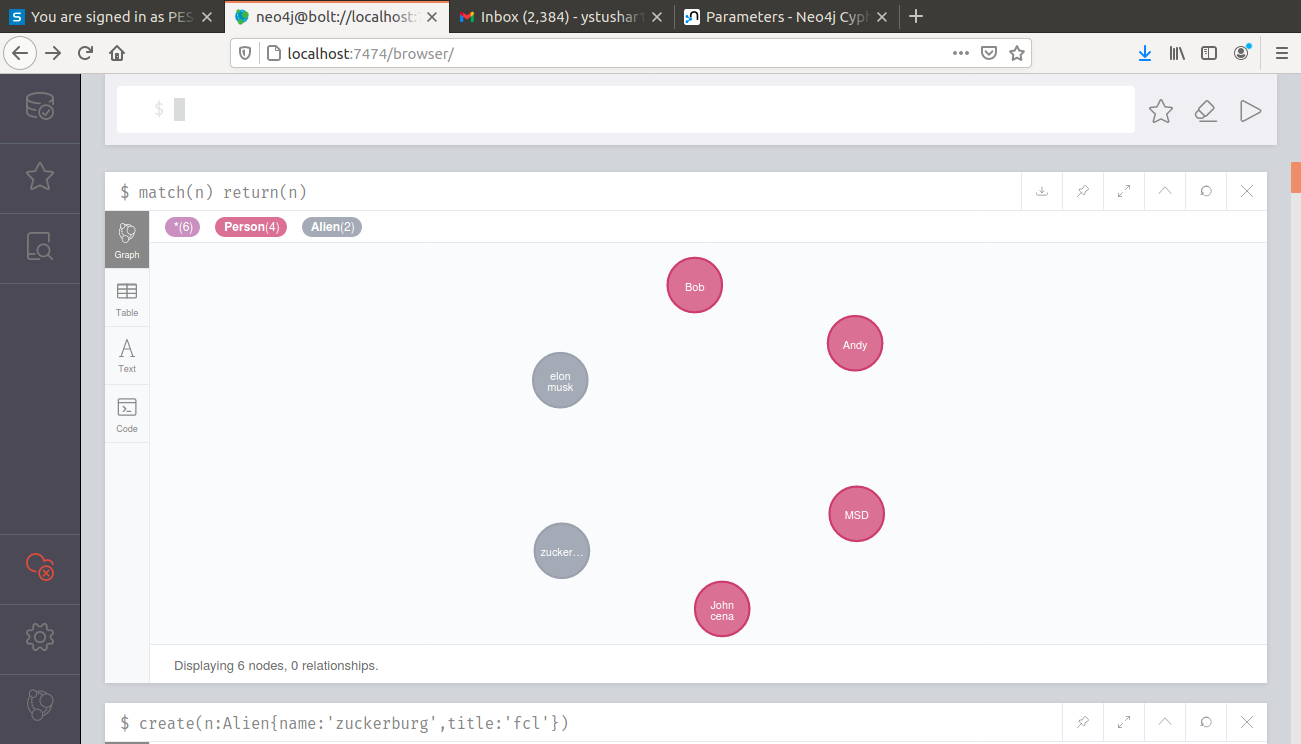 You are signed in as PES
neo4j@bolt://localhost:
Inbox (2,384) - ystushar
Parameters - Neo4j Cyph
localhost:7474/browser/
$
$ match(n) return(n)
*(6) Person(4) Alien(2)
Graph
Table
Text
Code
Bob
Andy
elon
musk
MSD
zucker...
John
cena
Displaying 6 nodes, 0 relationships.
$ create(n:Alien{name:'zuckerburg',title:'fcl'})